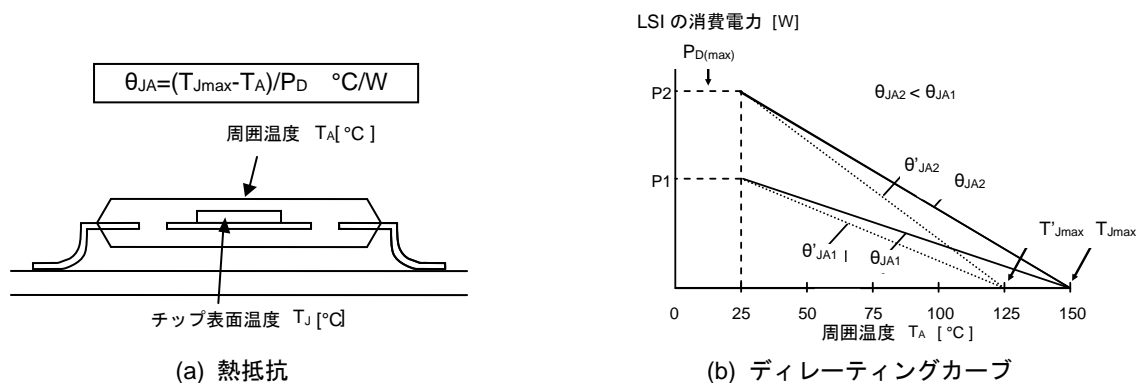 θJA=(TJmax-TA)/PD °C/W
周囲温度 TA[°C]
チップ表面温度 TJ[℃]
(a) 熱抵抗
LSI の消費電力 [W]
PD(max)
P2
θJA2 < θJA1
θ'JA2
θJA2
P1
T'Jmax TJmax
θ'JA1
θJA1
0 25 50 75 100 125 150
周囲温度 TA [℃]
(b) ディレーティングカーブ